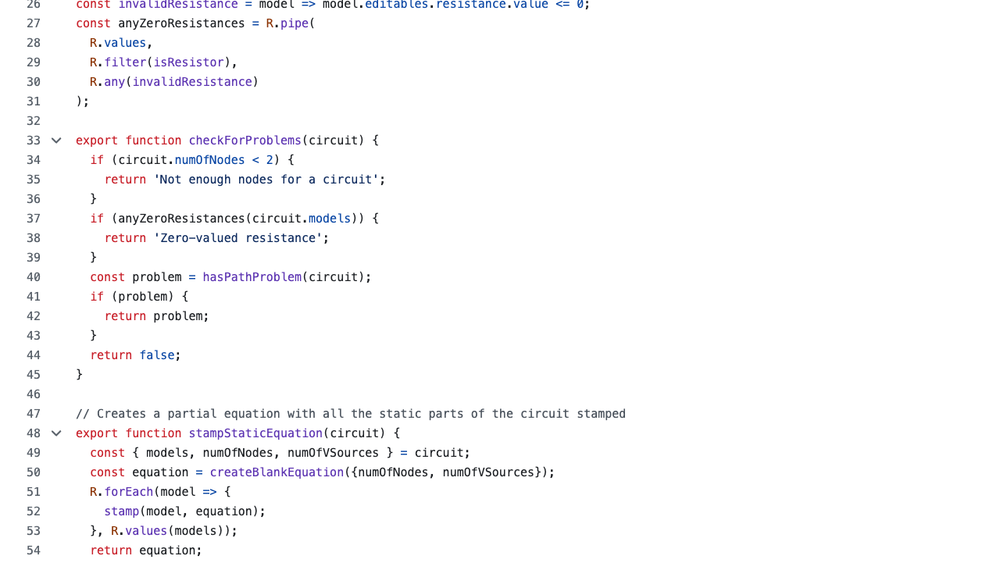 26 const invalidResistance = model => model.editables.resistance.value <= 0;
27 const anyZeroResistances = R.pipe(
28   R.values,
29   R.filter(isResistor),
30   R.any(invalidResistance)
31 );
32
33 export function checkForProblems(circuit) {
34   if (circuit.numOfNodes < 2) {
35     return 'Not enough nodes for a circuit';
36   }
37   if (anyZeroResistances(circuit.models)) {
38     return 'Zero-valued resistance';
39   }
40   const problem = hasPathProblem(circuit);
41   if (problem) {
42     return problem;
43   }
44   return false;
45 }
46
47 // Creates a partial equation with all the static parts of the circuit stamped
48 export function stampStaticEquation(circuit) {
49   const { models, numOfNodes, numOfVSources } = circuit;
50   const equation = createBlankEquation({numOfNodes, numOfVSources});
51   R.forEach(model => {
52     stamp(model, equation);
53   }, R.values(models));
54   return equation;